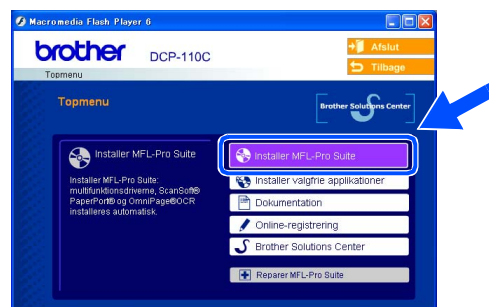 Macromedia Flash Player 6
brother
DCP-110C
Afslut
Tilbage
Topmenu
Topmenu
Brother Solutions Center
Installer MFL-Pro Suite
Installer MFL-Pro Suite:
multifunktionsdriverne, ScanSoft®
PaperPort® og OmniPage®OCR
installeres automatisk.
Installer MFL-Pro Suite
Installer valgfrie applikationer
Dokumentation
Online-registrering
Brother Solutions Center
Reparer MFL-Pro Suite